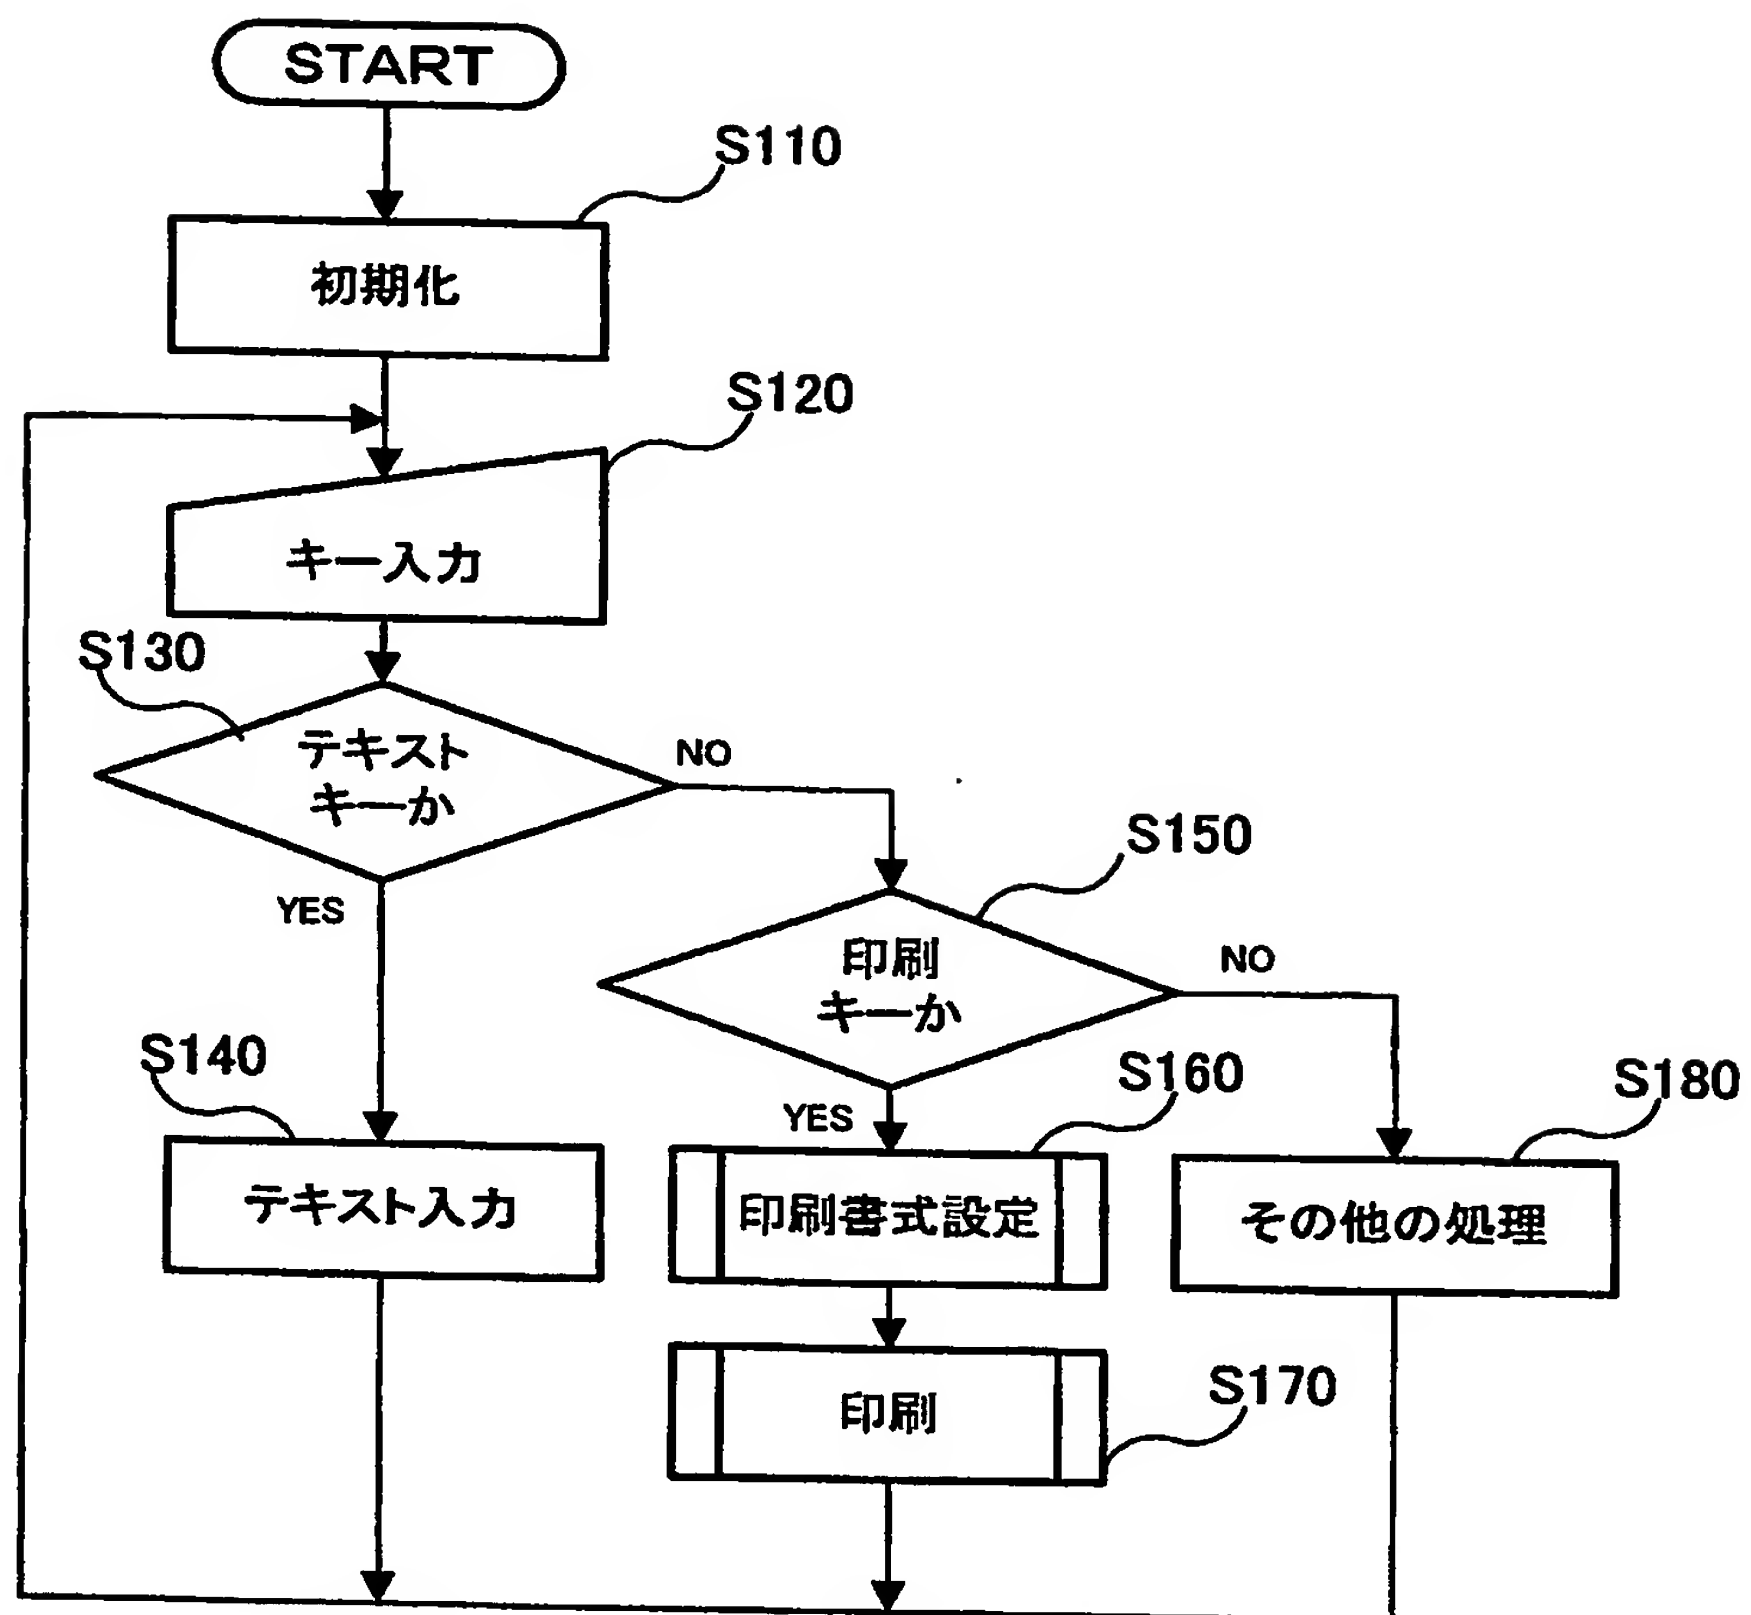 START
S110
初期化
S120
キー入力
S130
テキスト
キーか
NO
YES
S150
印刷
キーか
NO
YES
S140
テキスト入力
S160
印刷書式設定
S180
その他の処理
S170
印刷